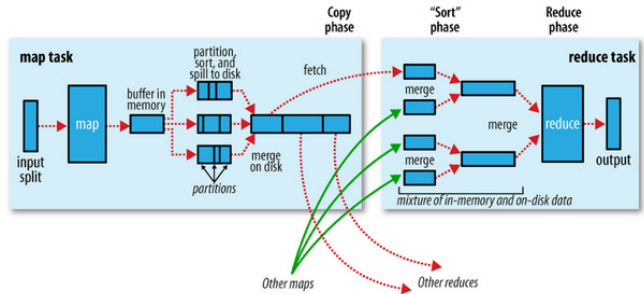 Copy
phase
“Sort”
phase
Reduce
phase
map task
partition,
sort, and
spill to disk
fetch
reduce task
buffer in
memory
map
merge
merge
reduce
input
split
merge
on disk
partitions
merge
output
mixture of in-memory and on-disk data
Other maps
Other reduces